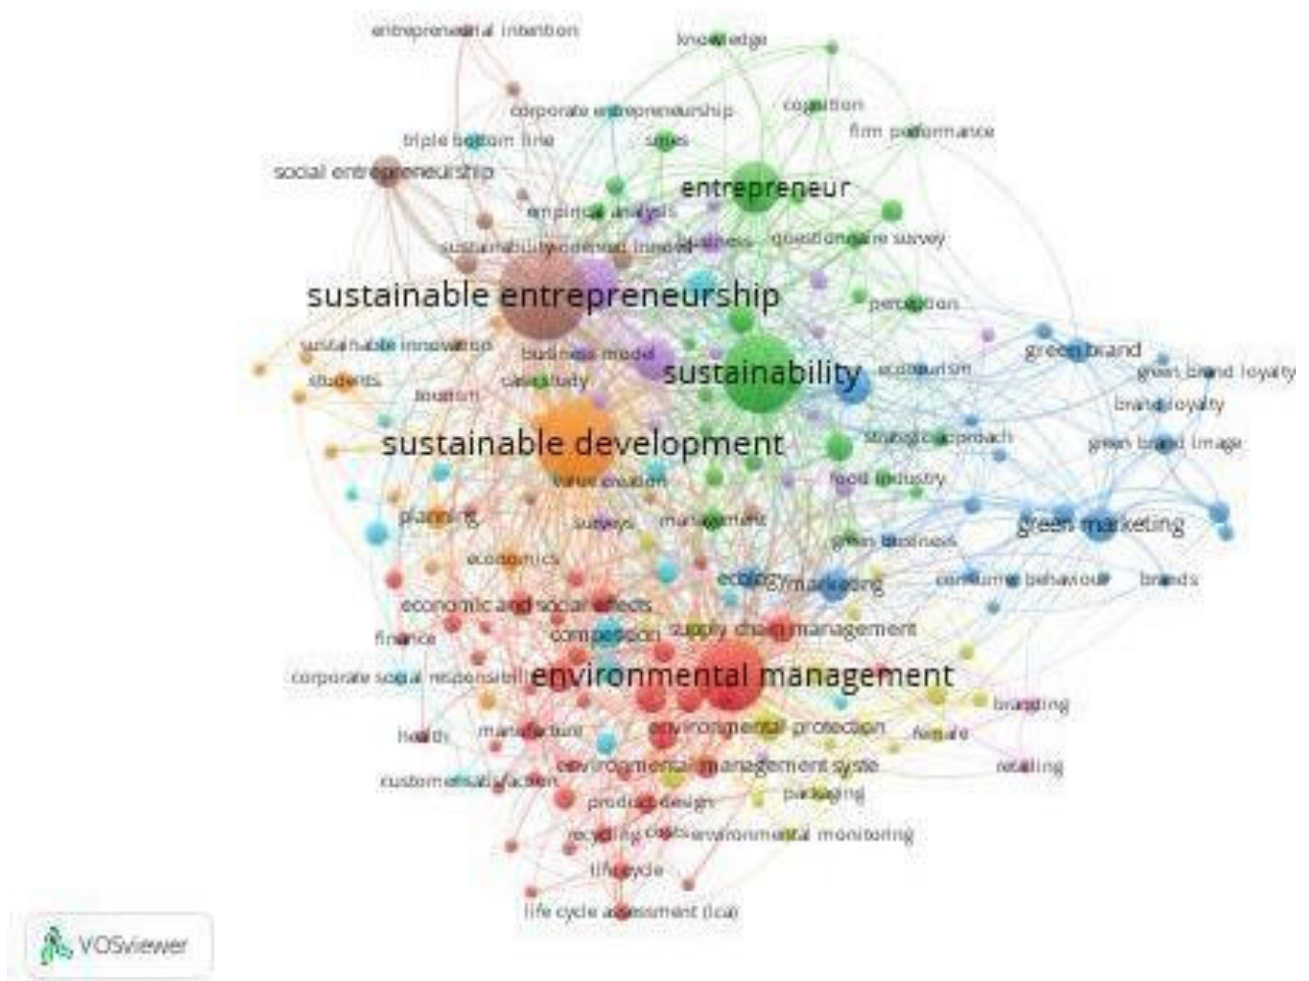 entrepreneurial intention
knowledge
cognition
corporate entrepreneurship
firm performance
triple bottom line
smes
social entrepreneurship
entrepreneur
empirical analysis
business
questionnaire survey
sustainable entrepreneurship
perception
sustainable innovation
business model
green brand
sustainability
ecotourism
green brand loyalty
students
case study
tourism
brand loyalty
sustainable development
strategic approach
green brand image
value creation
food industry
planning
surveys
management
green marketing
green business
economics
ecology
marketing
consumer behaviour
brands
economic and social effects
competition
supply chain management
finance
corporate social responsibili
environmental management
branding
health
manufacture
environmental protection
female
environmental management syste
retailing
customer satisfaction
product design
packaging
recycling
costs
environmental monitoring
life cycle
life cycle assessment (lca)
VOSviewer